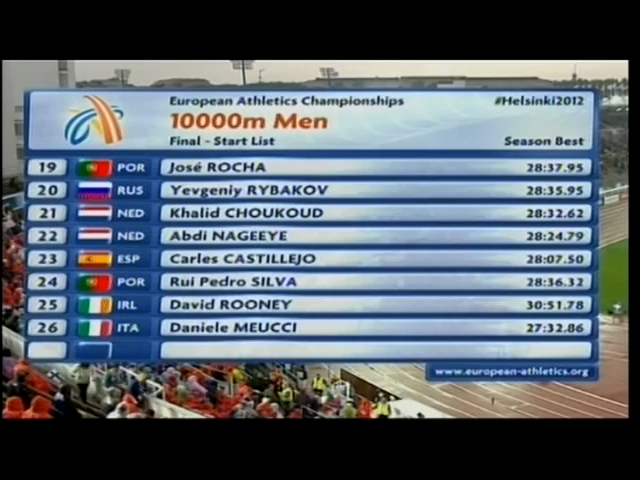 European Athletics Championships #Helsinki2012
10000m Men
Final - Start List Season Best
19 POR José ROCHA 28:37.95
20 RUS Yevgeniy RYBAKOV 28:35.95
21 NED Khalid CHOUKOUD 28:32.62
22 NED Abdi NAGEEYE 28:24.79
23 ESP Carles CASTILLEJO 28:07.50
24 POR Rui Pedro SILVA 28:36.32
25 IRL David ROONEY 30:51.78
26 ITA Daniele MEUCCI 27:32.86
www.european-athletics.org